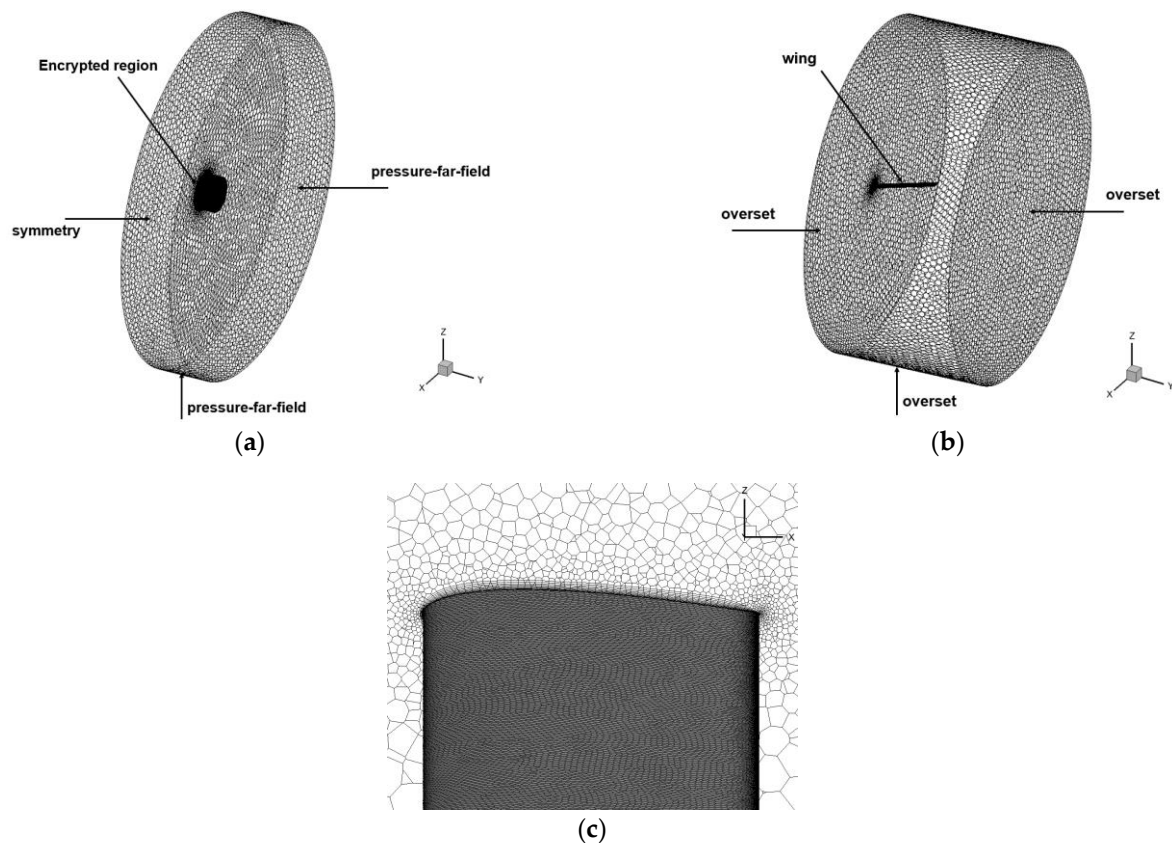 Encrypted region
pressure-far-field
symmetry
pressure-far-field
Z
Y
X
(a)
wing
overset
overset
overset
Z
Y
X
(b)
Z
X
(c)